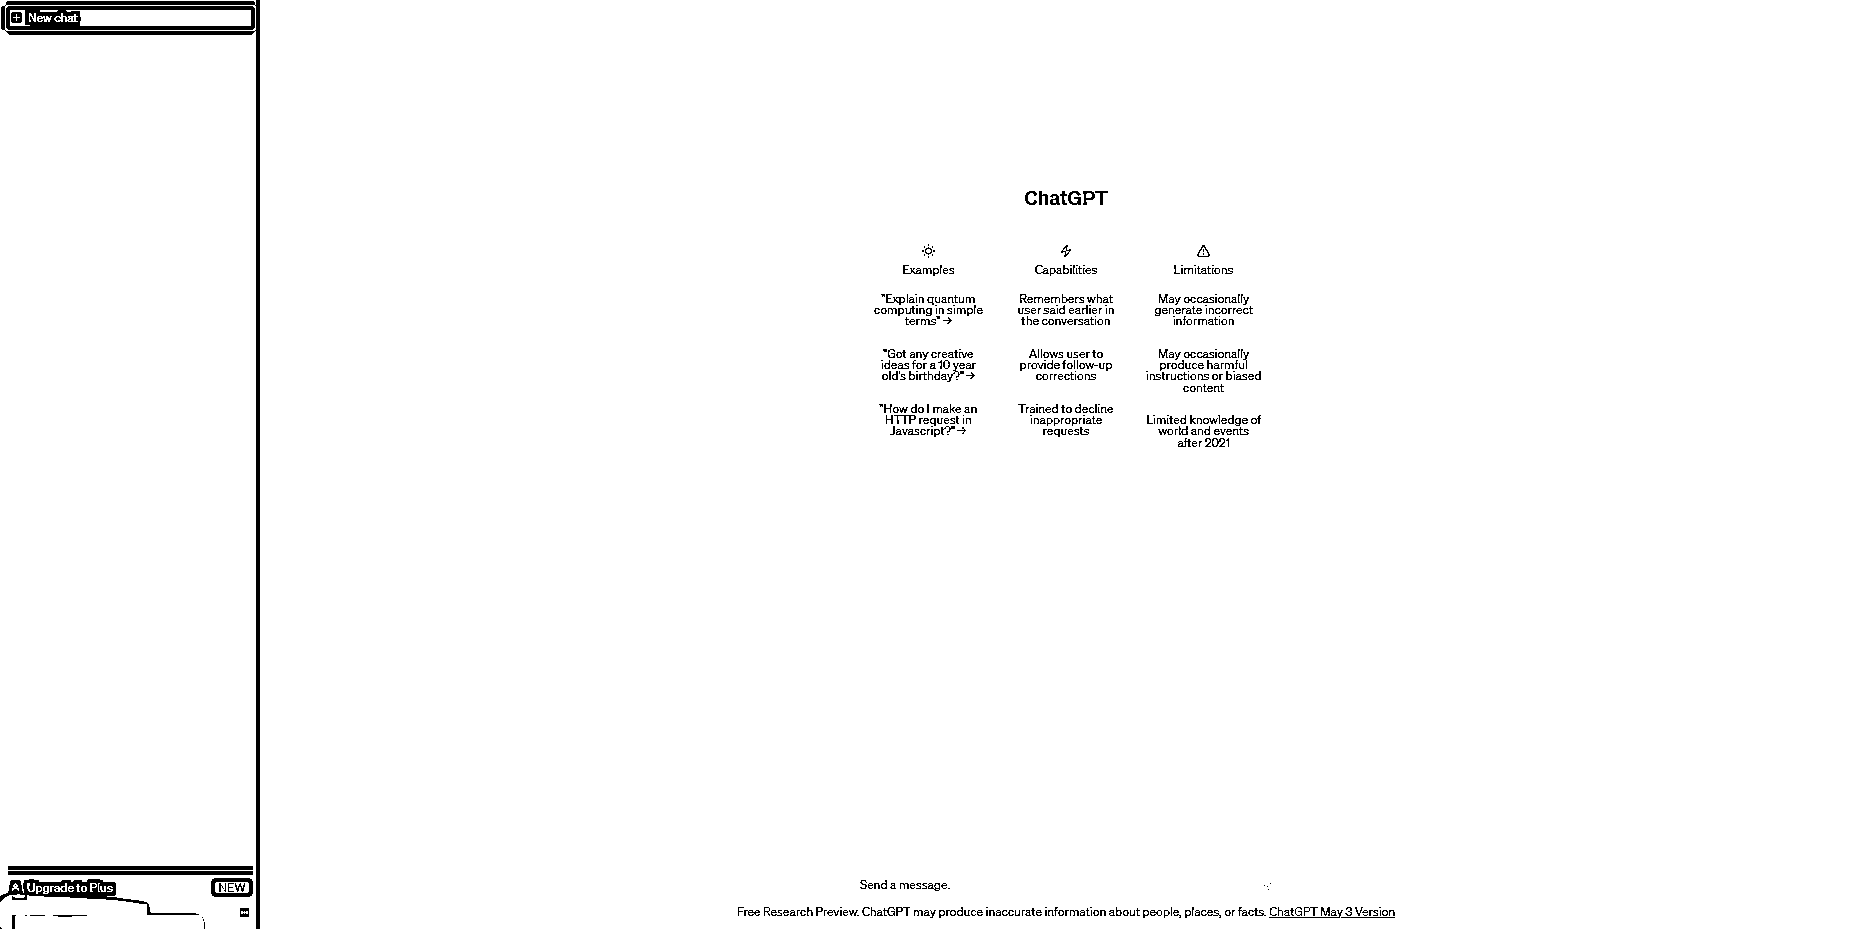 New chat
ChatGPT
Examples
"Explain quantum
computing in simple
terms" →
"Got any creative
ideas for a 10 year
old's birthday?" →
"How do I make an
HTTP request in
Javascript?" →
Capabilities
Remembers what
user said earlier in
the conversation
Allows user to
provide follow-up
corrections
Trained to decline
inappropriate
requests
Limitations
May occasionally
generate incorrect
information
May occasionally
produce harmful
instructions or biased
content
Limited knowledge of
world and events
after 2021
Upgrade to Plus
NEW
Send a message.
Free Research Preview. ChatGPT may produce inaccurate information about people, places, or facts. ChatGPT May 3 Version